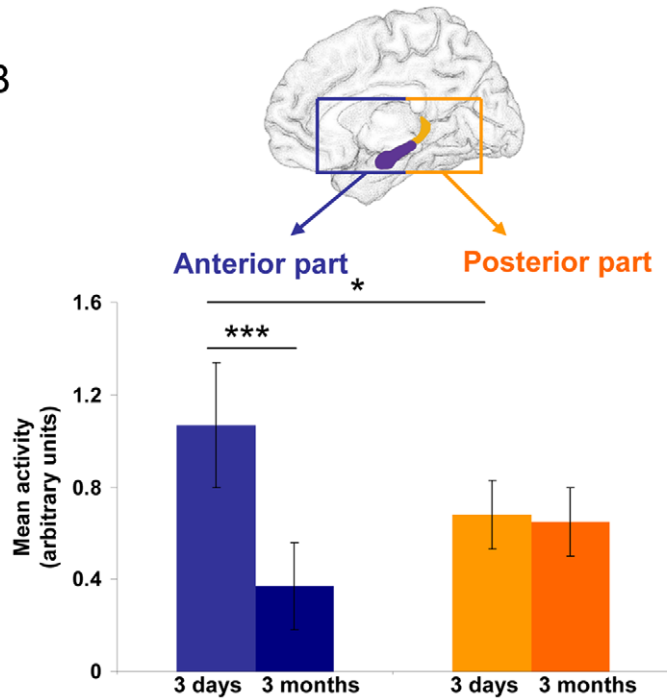 B
Anterior part
Posterior part
*
***
1.6
1.2
0.8
0.4
0
Mean activity
(arbitrary units)
3 days
3 months
3 days
3 months